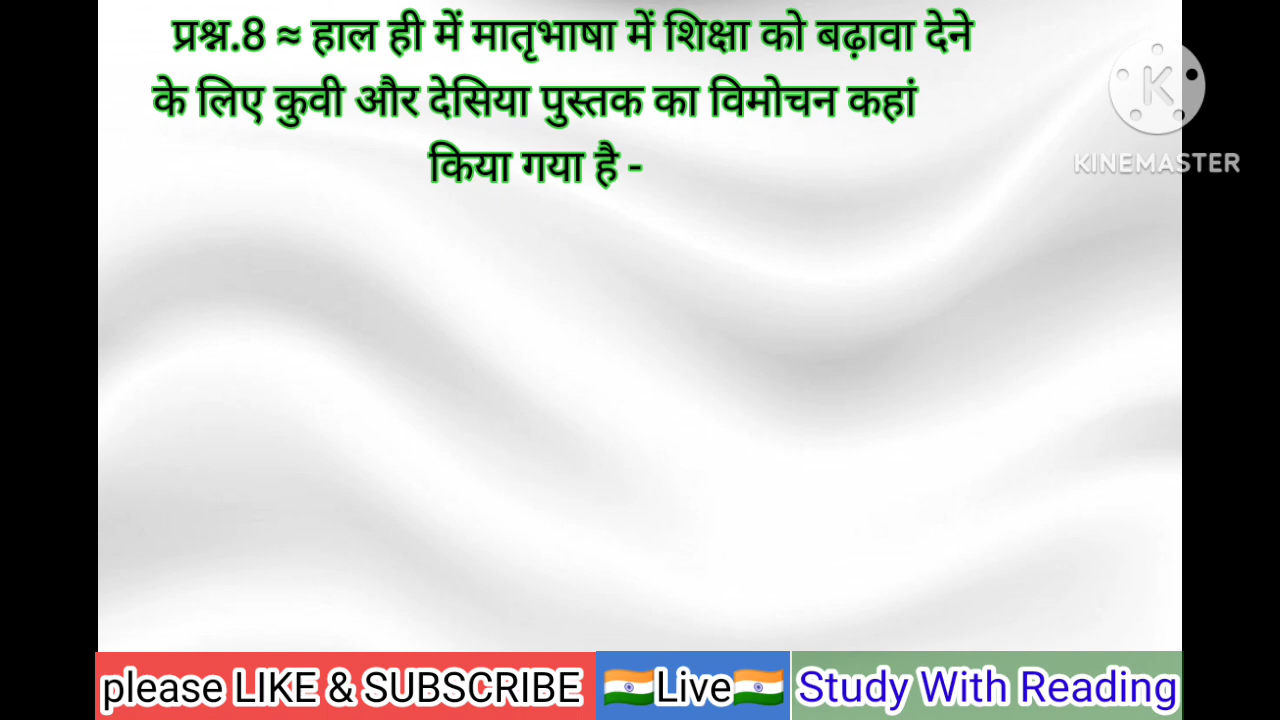 प्रश्न.8 ≈ हाल ही में मातृभाषा में शिक्षा को बढ़ावा देने
के लिए कुवी और देसिया पुस्तक का विमोचन कहां
किया गया है -
K
KINEMASTER
please LIKE & SUBSCRIBE 🇮🇳Live🇮🇳 Study With Reading